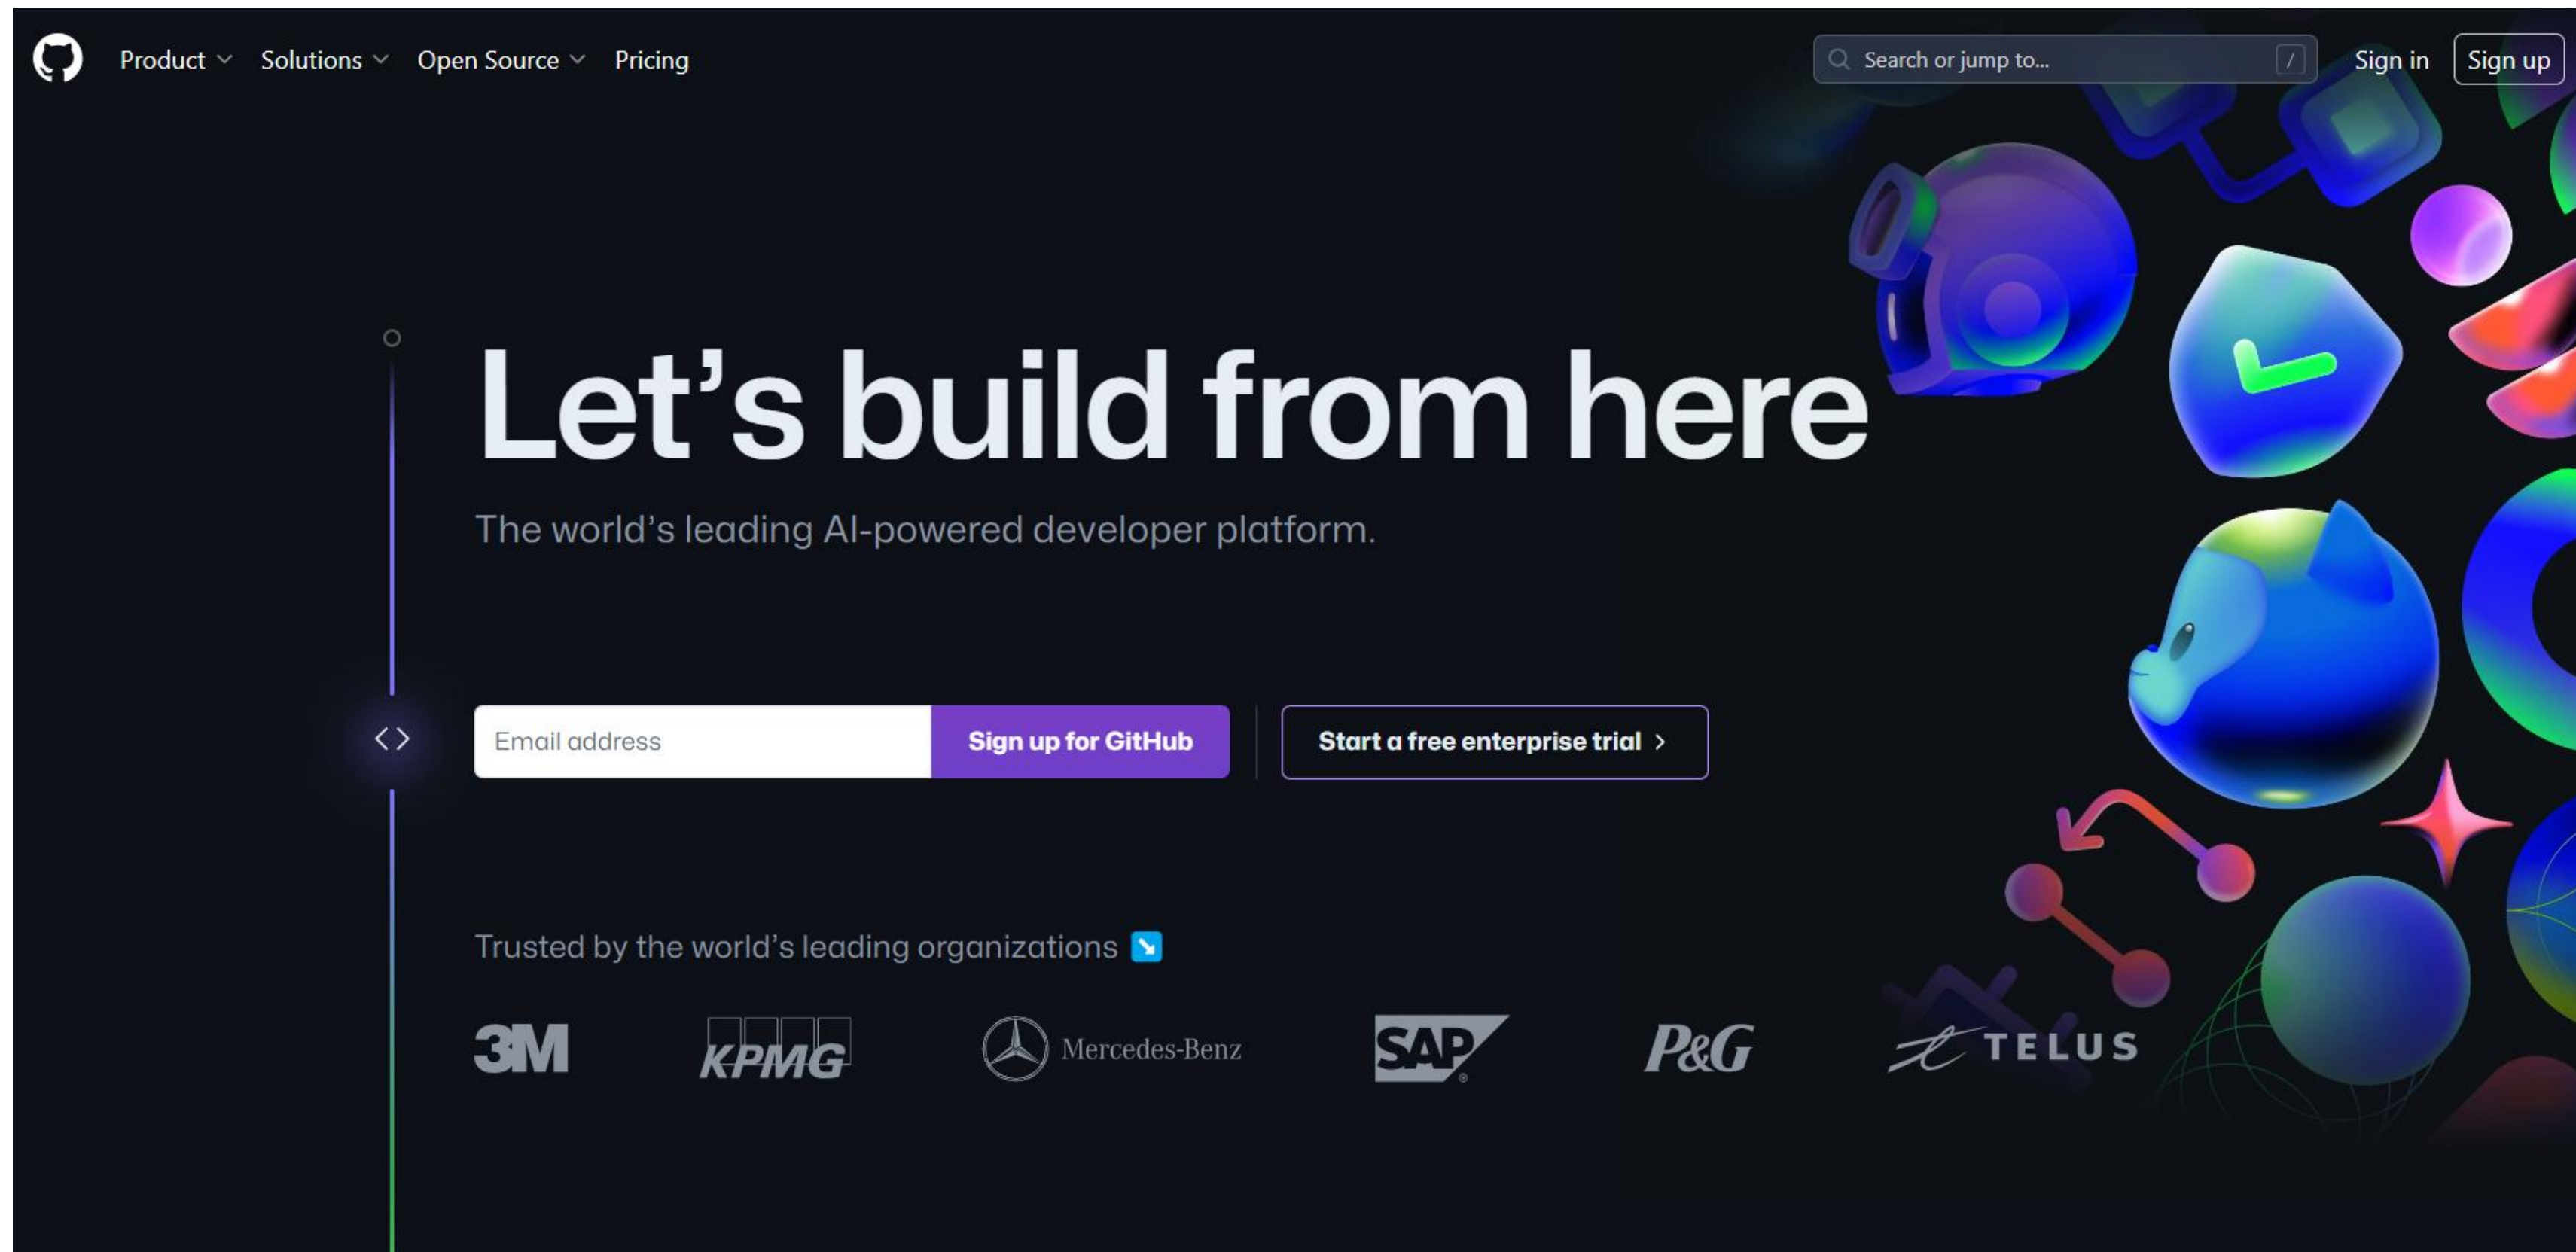 Product Solutions Open Source Pricing Search or jump to... / Sign in Sign up
Let’s build from here
The world’s leading AI-powered developer platform.
Email address Sign up for GitHub Start a free enterprise trial
Trusted by the world’s leading organizations
3M KPMG Mercedes-Benz SAP® P&G TELUS